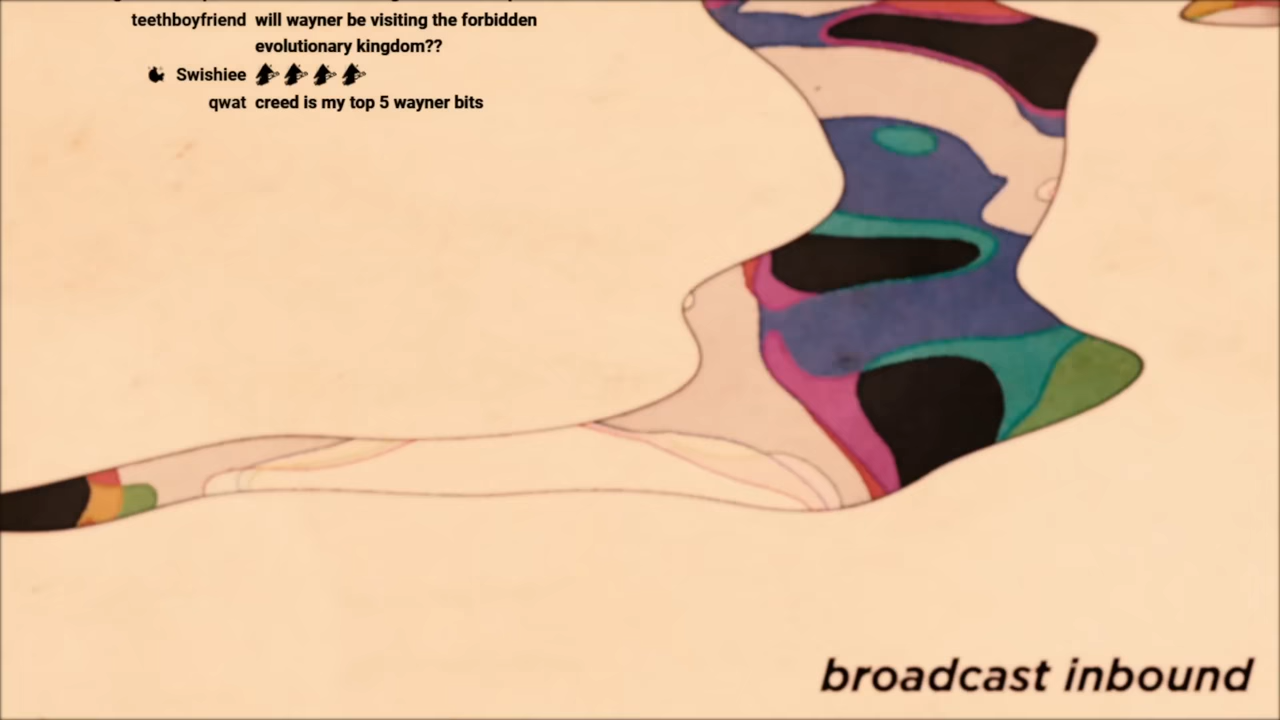 teethboyfriend will wayner be visiting the forbidden
evolutionary kingdom??
Swishiee
qwat creed is my top 5 wayner bits
broadcast inbound